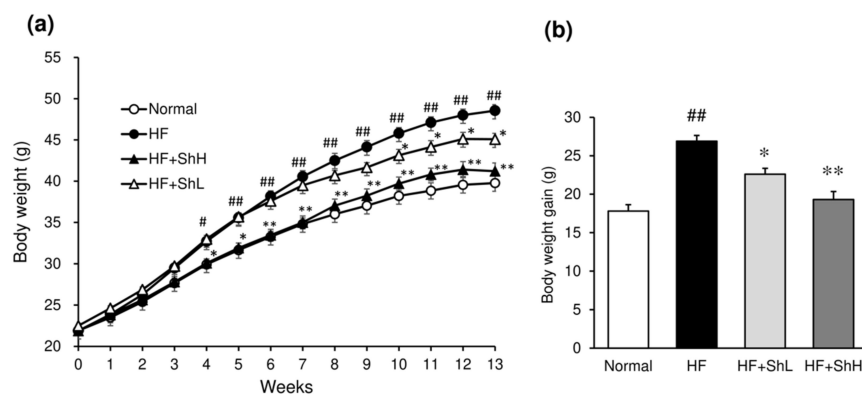 (a)
Body weight (g)
55
50
45
40
35
30
25
20
Normal
HF
HF+ShH
HF+ShL
# ## ## ## ## ## ## ## ## ##
* * * *
* * ** ** ** ** ** ** ** **
0 1 2 3 4 5 6 7 8 9 10 11 12 13
Weeks
(b)
Body weight gain (g)
30
25
20
15
10
5
0
##
*
**
Normal HF HF+ShL HF+ShH